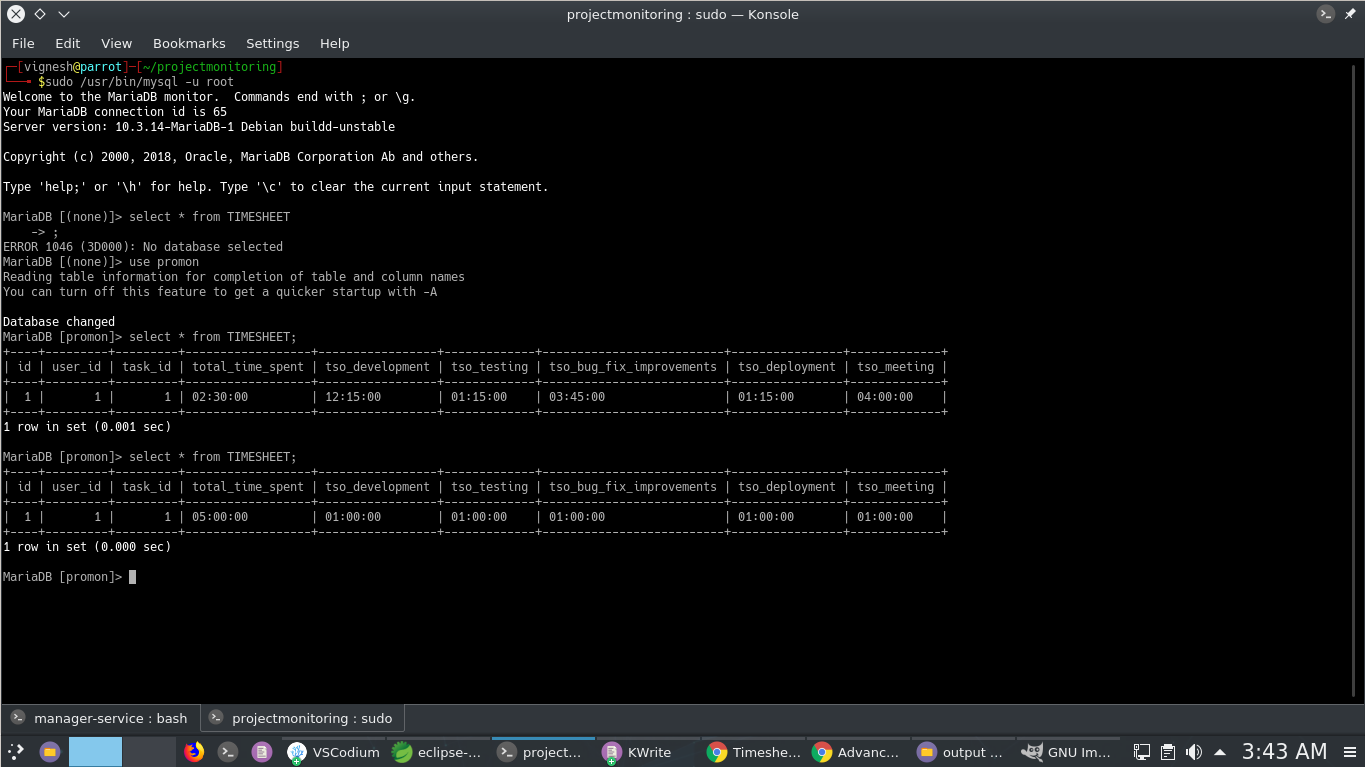 projectmonitoring : sudo — Konsole
File Edit View Bookmarks Settings Help
┌─[vignesh@parrot]─[~/projectmonitoring]
└──╼ $sudo /usr/bin/mysql -u root
Welcome to the MariaDB monitor.  Commands end with ; or \g.
Your MariaDB connection id is 65
Server version: 10.3.14-MariaDB-1 Debian buildd-unstable
Copyright (c) 2000, 2018, Oracle, MariaDB Corporation Ab and others.
Type 'help;' or '\h' for help. Type '\c' to clear the current input statement.
MariaDB [(none)]> select * from TIMESHEET
    -> ;
ERROR 1046 (3D000): No database selected
MariaDB [(none)]> use promon
Reading table information for completion of table and column names
You can turn off this feature to get a quicker startup with -A
Database changed
MariaDB [promon]> select * from TIMESHEET;
+----+---------+---------+------------------+-----------------+-------------+--------------------------+----------------+-------------+
| id | user_id | task_id | total_time_spent | tso_development | tso_testing | tso_bug_fix_improvements | tso_deployment | tso_meeting |
+----+---------+---------+------------------+-----------------+-------------+--------------------------+----------------+-------------+
|  1 |       1 |       1 | 02:30:00         | 12:15:00        | 01:15:00    | 03:45:00                 | 01:15:00       | 04:00:00    |
+----+---------+---------+------------------+-----------------+-------------+--------------------------+----------------+-------------+
1 row in set (0.001 sec)
MariaDB [promon]> select * from TIMESHEET;
+----+---------+---------+------------------+-----------------+-------------+--------------------------+----------------+-------------+
| id | user_id | task_id | total_time_spent | tso_development | tso_testing | tso_bug_fix_improvements | tso_deployment | tso_meeting |
+----+---------+---------+------------------+-----------------+-------------+--------------------------+----------------+-------------+
|  1 |       1 |       1 | 05:00:00         | 01:00:00        | 01:00:00    | 01:00:00                 | 01:00:00       | 01:00:00    |
+----+---------+---------+------------------+-----------------+-------------+--------------------------+----------------+-------------+
1 row in set (0.000 sec)
MariaDB [promon]>
manager-service : bash projectmonitoring : sudo
VSCodium eclipse-... project... KWrite Timeshe... Advanc... output ... GNU Im... 3:43 AM